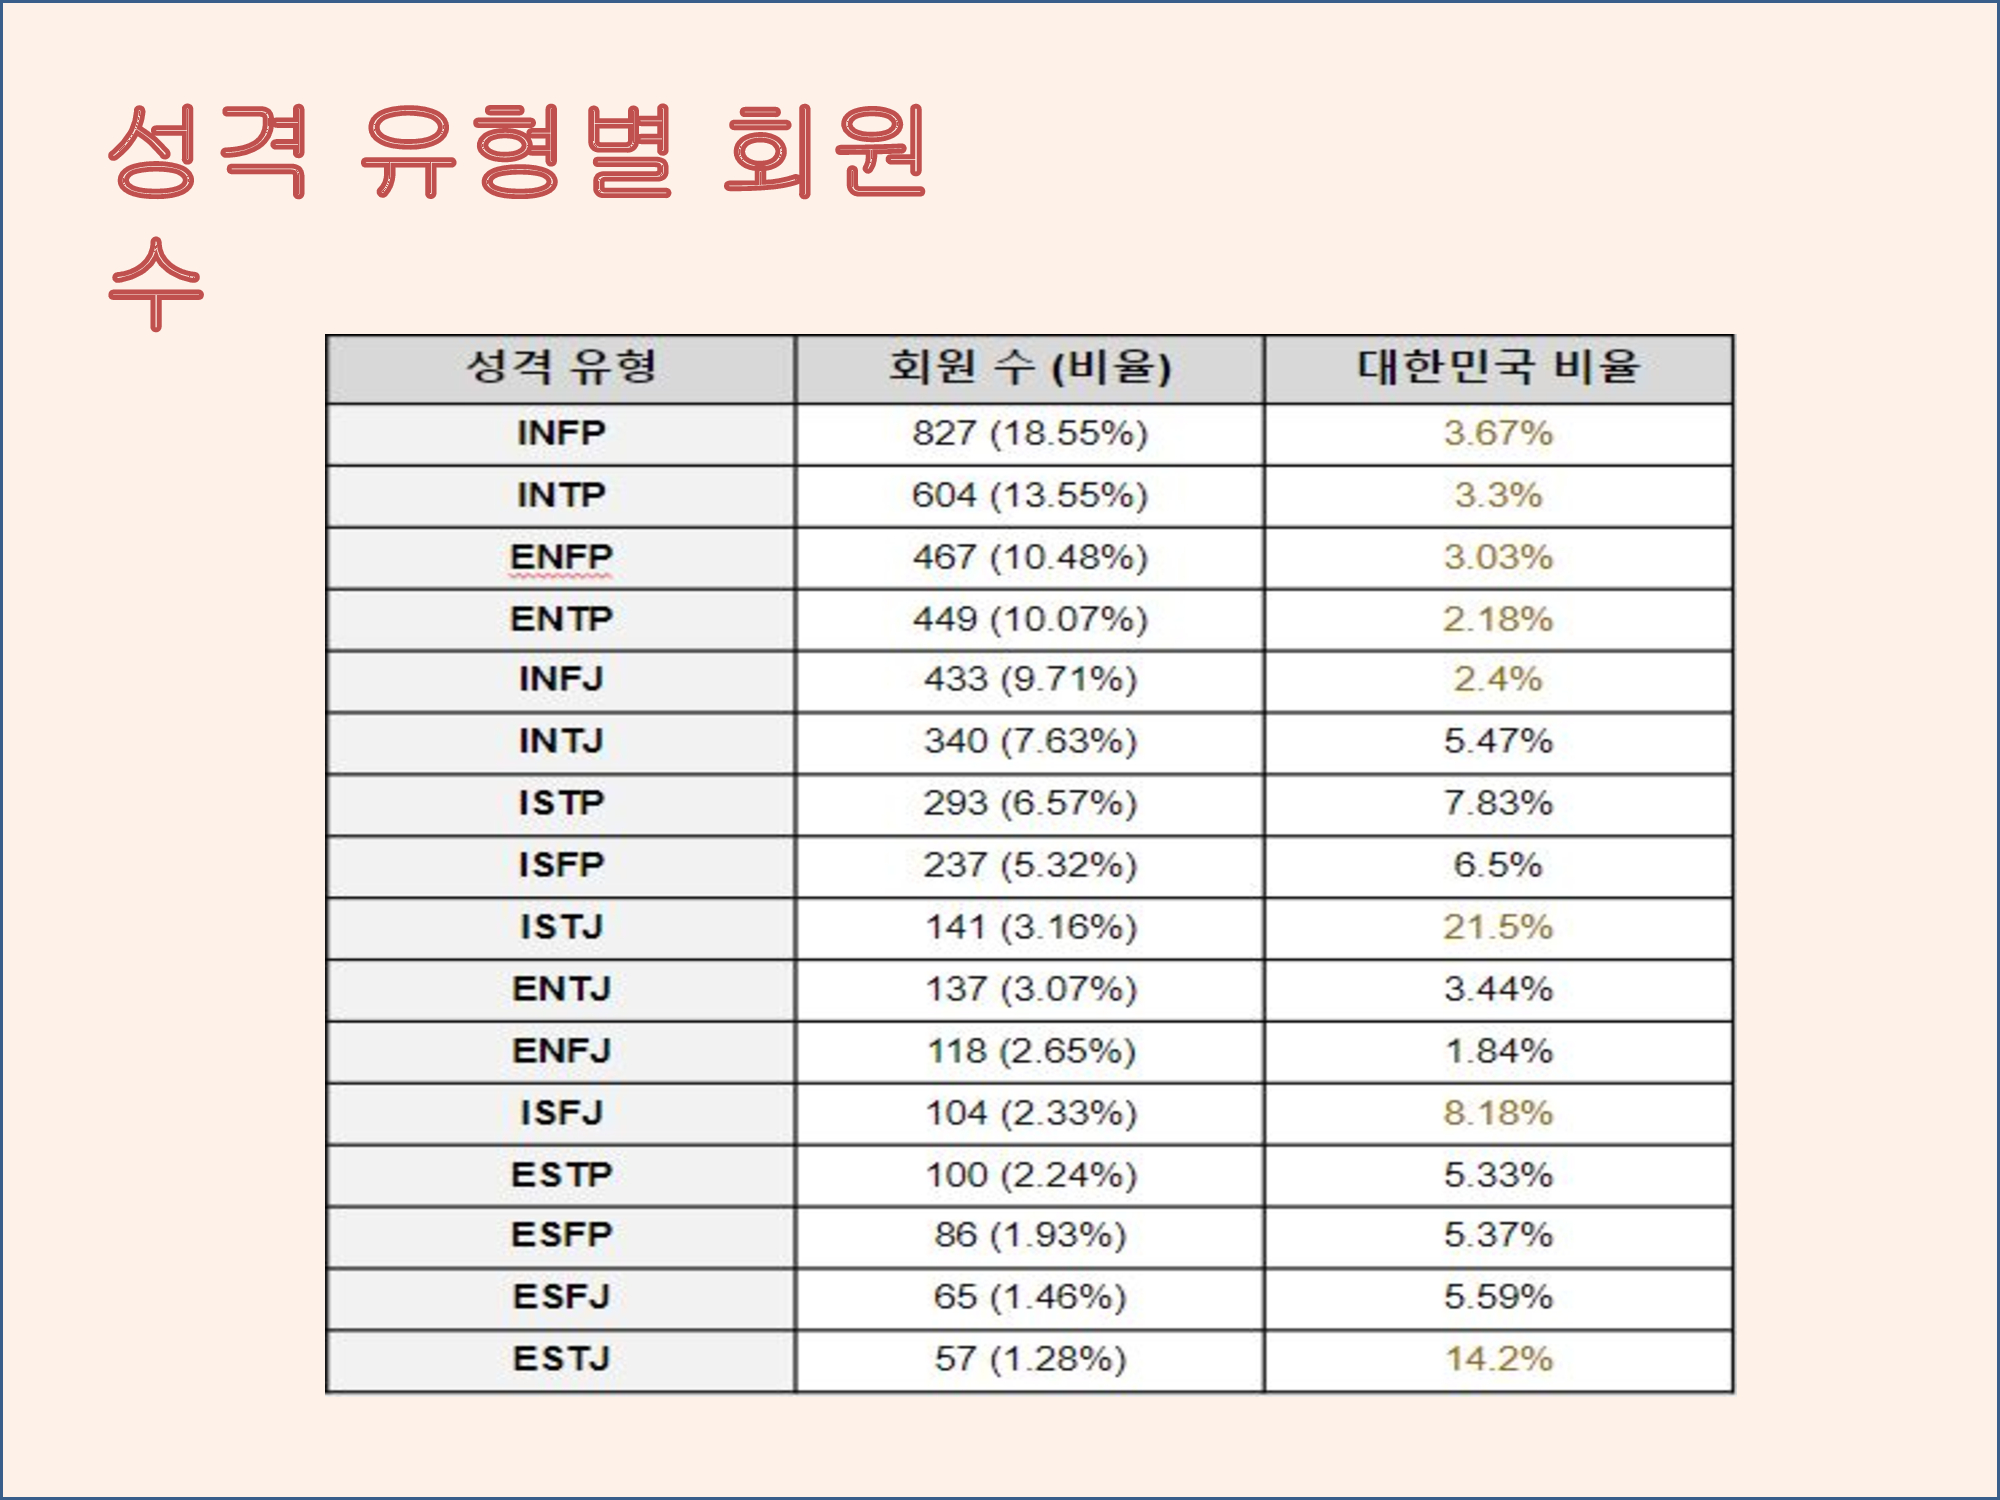 성격 유형별 회원
수
성격 유형 회원 수 (비율) 대한민국 비율
INFP 827 (18.55%) 3.67%
INTP 604 (13.55%) 3.3%
ENFP 467 (10.48%) 3.03%
ENTP 449 (10.07%) 2.18%
INFJ 433 (9.71%) 2.4%
INTJ 340 (7.63%) 5.47%
ISTP 293 (6.57%) 7.83%
ISFP 237 (5.32%) 6.5%
ISTJ 141 (3.16%) 21.5%
ENTJ 137 (3.07%) 3.44%
ENFJ 118 (2.65%) 1.84%
ISFJ 104 (2.33%) 8.18%
ESTP 100 (2.24%) 5.33%
ESFP 86 (1.93%) 5.37%
ESFJ 65 (1.46%) 5.59%
ESTJ 57 (1.28%) 14.2%